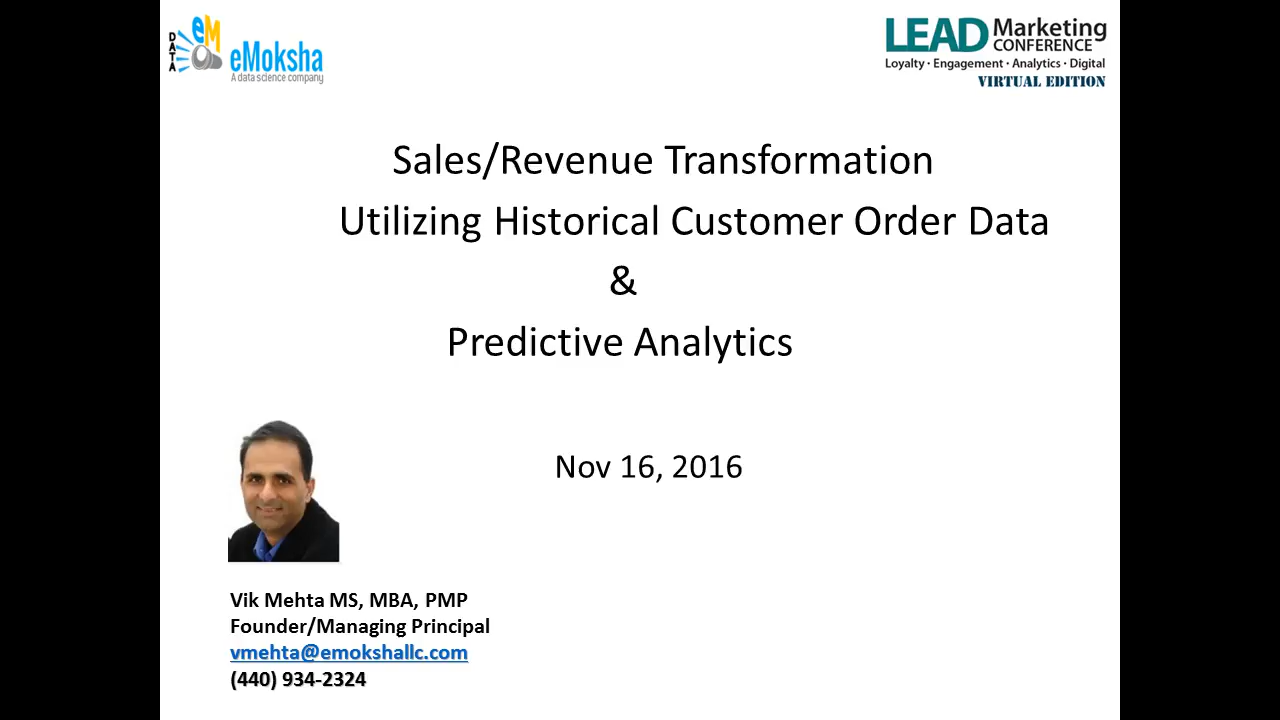 DATA
eM
eMoksha
A data science company
LEAD Marketing
CONFERENCE
Loyalty · Engagement · Analytics · Digital
VIRTUAL EDITION
Sales/Revenue Transformation
Utilizing Historical Customer Order Data
&
Predictive Analytics
Nov 16, 2016
Vik Mehta MS, MBA, PMP
Founder/Managing Principal
vmehta@emokshallc.com
(440) 934-2324